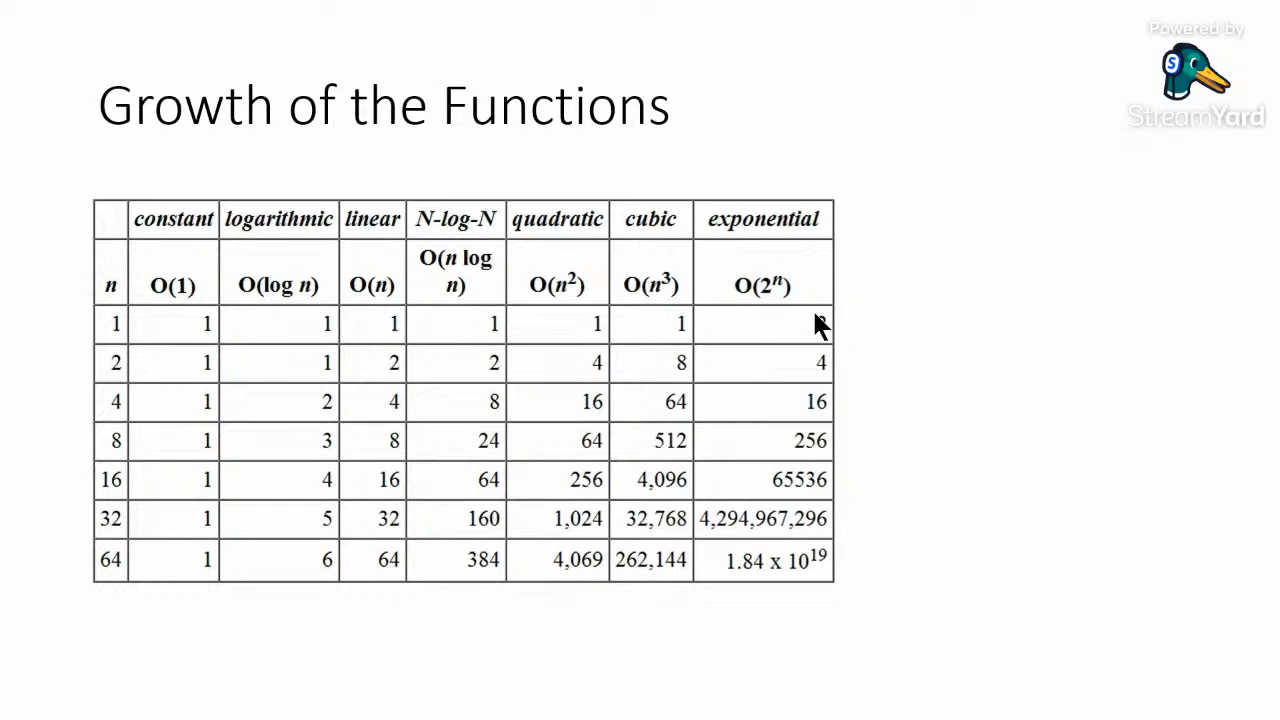 Powered by
StreamYard
Growth of the Functions
constant logarithmic linear N-log-N quadratic cubic exponential
n O(1) O(log n) O(n) O(n log n) O(n²) O(n³) O(2ⁿ)
1 1 1 1 1 1 1
2 1 1 2 2 4 8 4
4 1 2 4 8 16 64 16
8 1 3 8 24 64 512 256
16 1 4 16 64 256 4,096 65536
32 1 5 32 160 1,024 32,768 4,294,967,296
64 1 6 64 384 4,069 262,144 1.84 x 10¹⁹